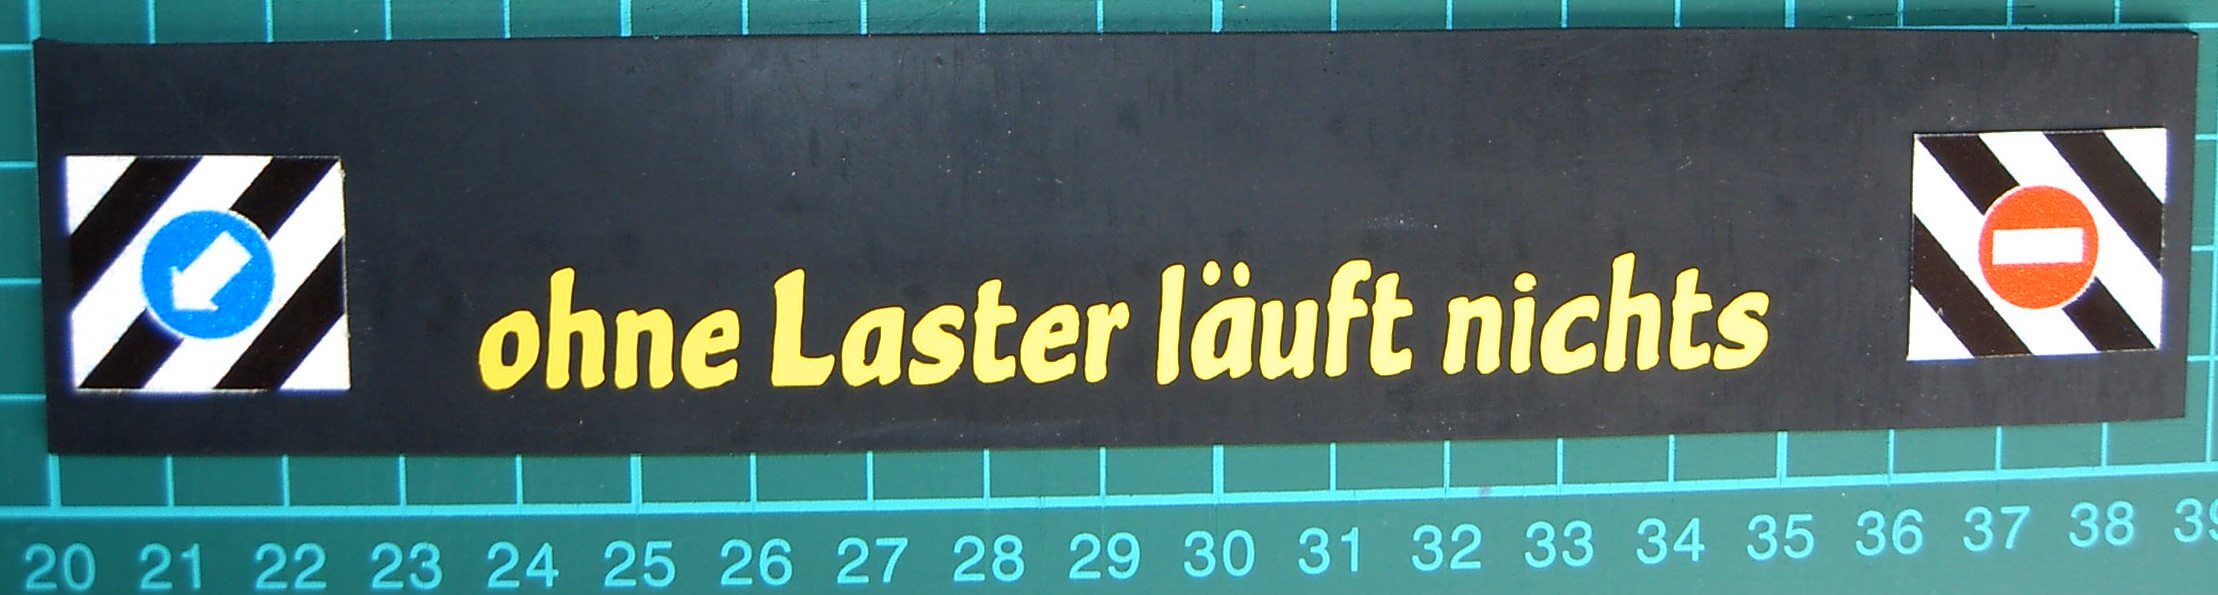 ohne Laster läuft nichts
20 21 22 23 24 25 26 27 28 29 30 31 32 33 34 35 36 37 38 39